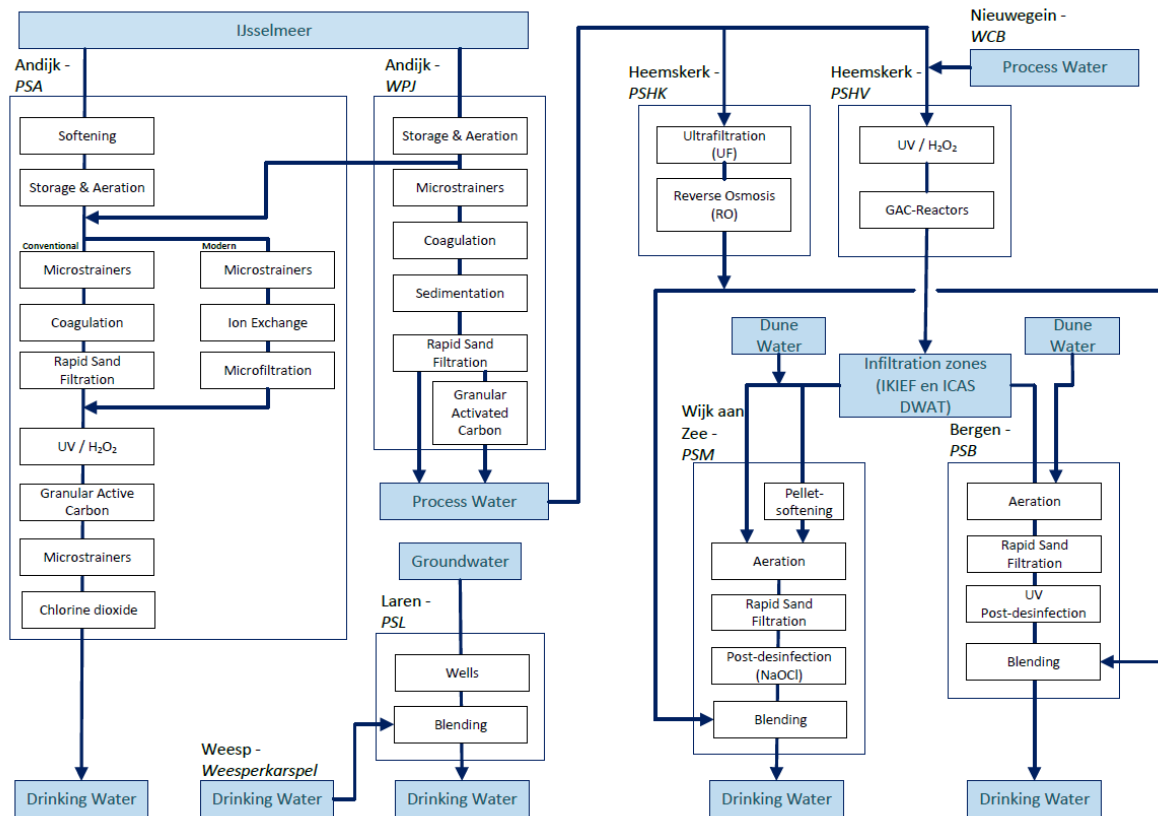 IJsselmeer
Andijk -
PSA
Softening
Storage & Aeration
Conventional
Modern
Microstrainers
Microstrainers
Coagulation
Ion Exchange
Rapid Sand
Filtration
Microfiltration
UV / H₂O₂
Granular Active
Carbon
Microstrainers
Chlorine dioxide
Drinking Water
Andijk -
WPJ
Storage & Aeration
Microstrainers
Coagulation
Sedimentation
Rapid Sand
Filtration
Granular
Activated
Carbon
Process Water
Groundwater
Laren -
PSL
Wells
Blending
Weesp -
Weesperkarspel
Drinking Water
Drinking Water
Heemskerk -
PSHK
Ultrafiltration
(UF)
Reverse Osmosis
(RO)
Nieuwegein -
WCB
Process Water
Heemskerk -
PSHV
UV / H₂O₂
GAC-Reactors
Dune
Water
Infiltration zones
(IKIEF en ICAS
DWAT)
Dune
Water
Wijk aan
Zee -
PSM
Pellet-
softening
Aeration
Rapid Sand
Filtration
Post-desinfection
(NaOCl)
Blending
Drinking Water
Bergen -
PSB
Aeration
Rapid Sand
Filtration
UV
Post-desinfection
Blending
Drinking Water